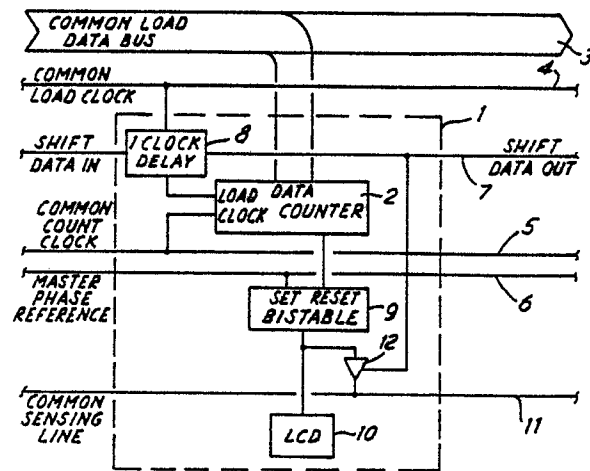 COMMON LOAD
DATA BUS
3
COMMON
LOAD CLOCK
4
1
SHIFT
DATA IN
1 CLOCK
DELAY
8
SHIFT
DATA OUT
7
LOAD DATA
CLOCK COUNTER
2
COMMON
COUNT
CLOCK
5
MASTER
PHASE
REFERENCE
6
SET RESET
BISTABLE
9
12
COMMON
SENSING
LINE
LCD
10
11